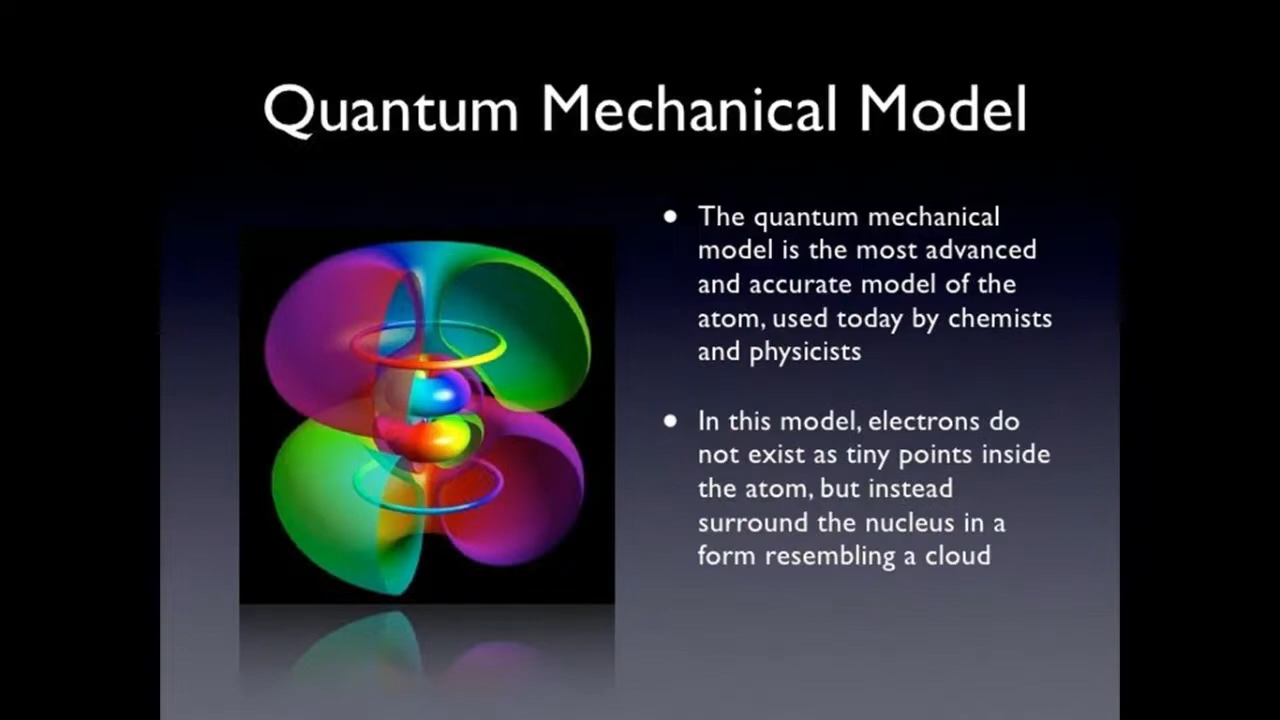 Quantum Mechanical Model
• The quantum mechanical
model is the most advanced
and accurate model of the
atom, used today by chemists
and physicists
• In this model, electrons do
not exist as tiny points inside
the atom, but instead
surround the nucleus in a
form resembling a cloud